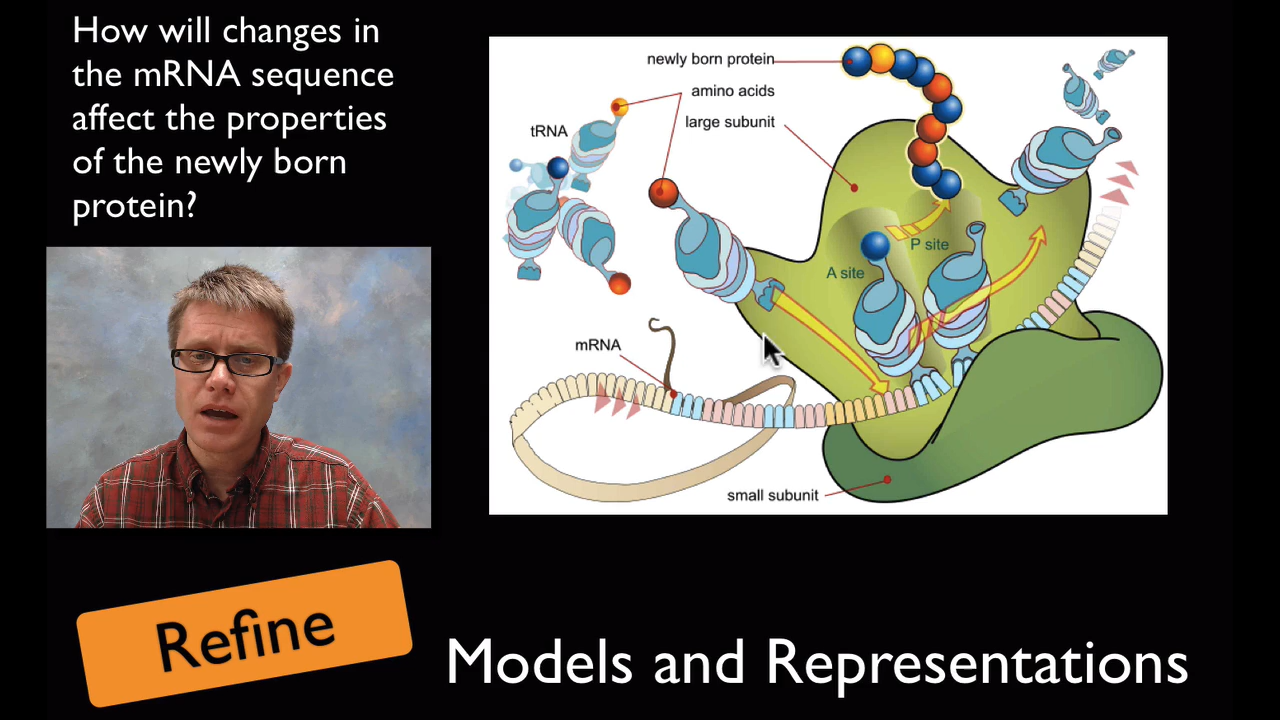 How will changes in
the mRNA sequence
affect the properties
of the newly born
protein?
newly born protein
amino acids
large subunit
tRNA
P site
A site
mRNA
small subunit
Refine
Models and Representations